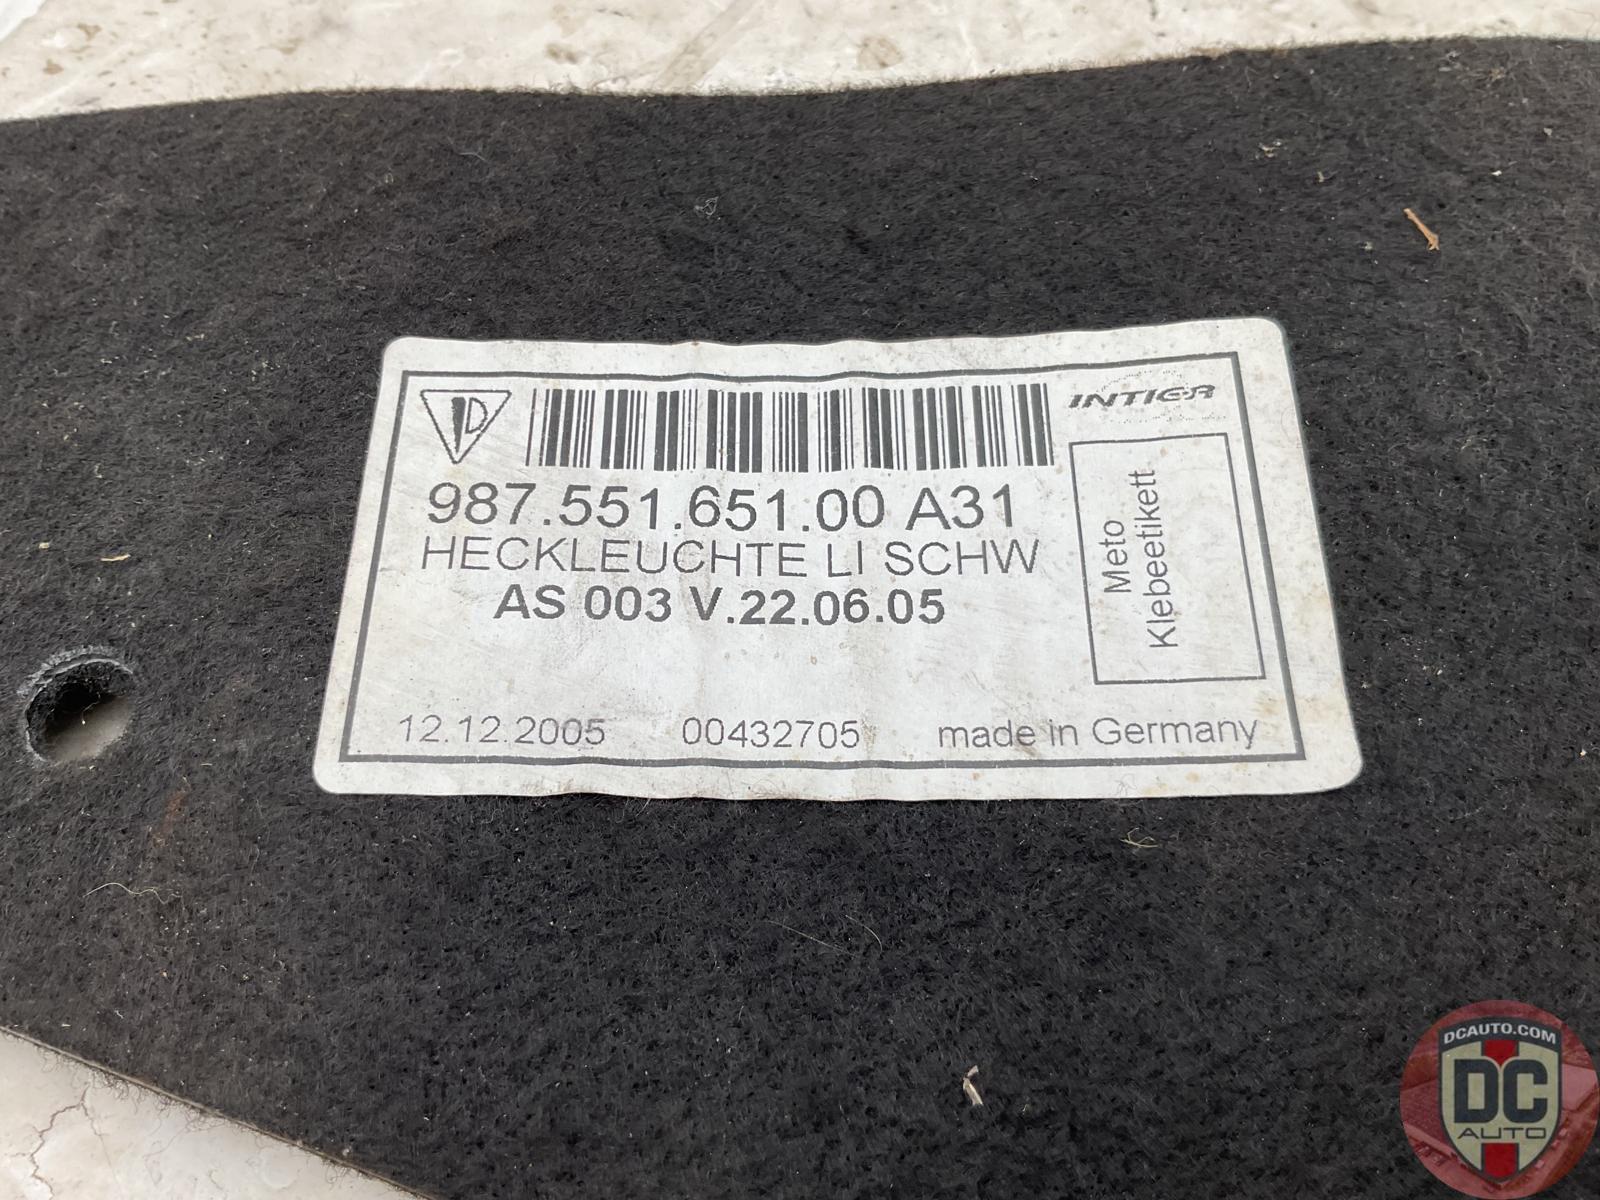 INTIER
987.551.651.00 A31
HECKLEUCHTE LI SCHW
AS 003 V.22.06.05
Meto
Klebeetikett
12.12.2005 00432705 made in Germany
DCAUTO.COM
DC
AUTO